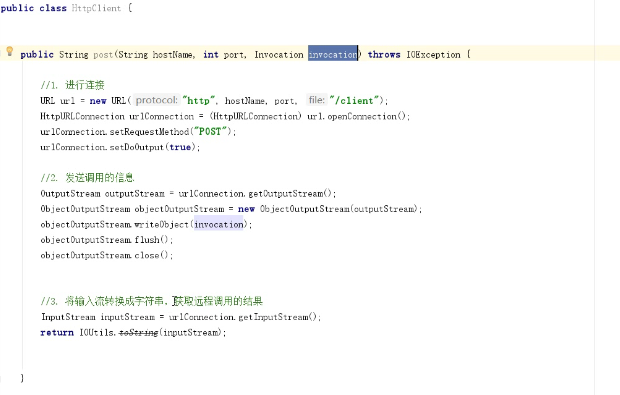 public class HttpClient {
public String post(String hostName, int port, Invocation invocation) throws IOException {
//1. 进行连接
URL url = new URL( protocol: "http", hostName, port, file: "/client");
HttpURLConnection urlConnection = (HttpURLConnection) url.openConnection();
urlConnection.setRequestMethod("POST");
urlConnection.setDoOutput(true);
//2. 发送调用的信息
OutputStream outputStream = urlConnection.getOutputStream();
ObjectOutputStream objectOutputStream = new ObjectOutputStream(outputStream);
objectOutputStream.writeObject(invocation);
objectOutputStream.flush();
objectOutputStream.close();
//3. 将输入流转换成字符串，获取远程调用的结果
InputStream inputStream = urlConnection.getInputStream();
return IOUtils.toString(inputStream);
}